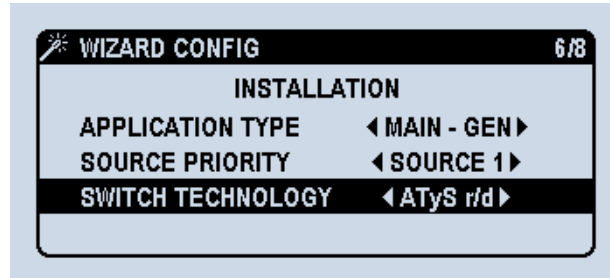 WIZARD CONFIG 6/8
INSTALLATION
APPLICATION TYPE MAIN - GEN
SOURCE PRIORITY SOURCE 1
SWITCH TECHNOLOGY ATyS r/d